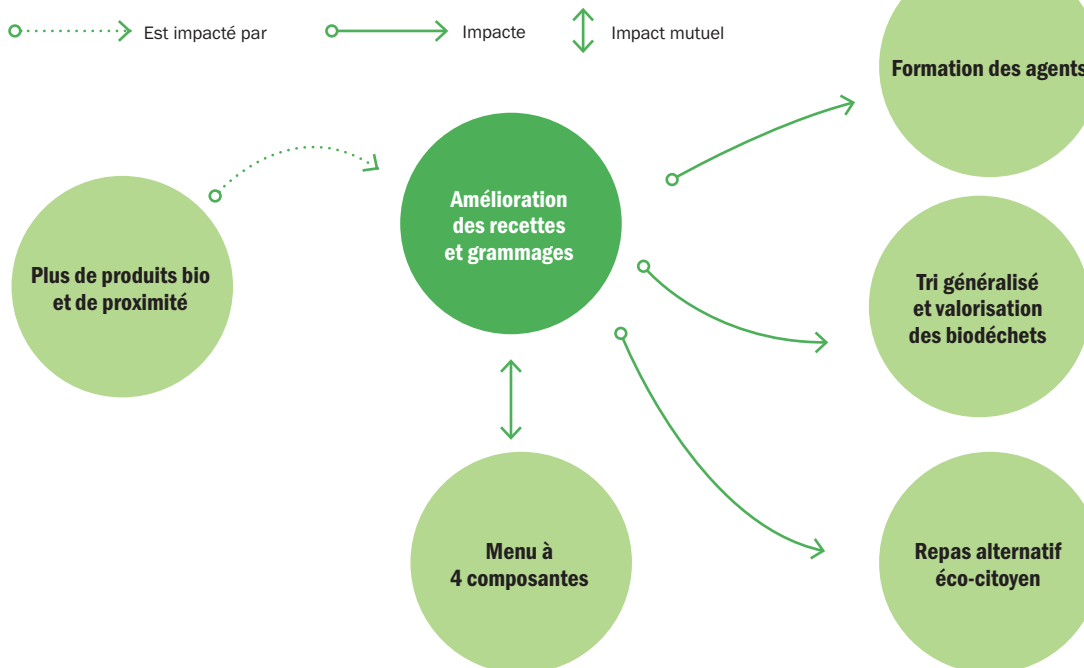 Est impacté par
Impacte
Impact mutuel
Formation des agents
Amélioration
des recettes
et grammages
Plus de produits bio
et de proximité
Tri généralisé
et valorisation
des biodéchets
Menu à
4 composantes
Repas alternatif
éco-citoyen